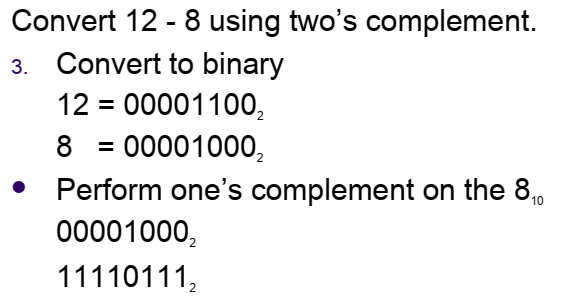 Convert 12 - 8 using two’s complement.
3. Convert to binary
12 = 00001100₂
8 = 00001000₂
• Perform one’s complement on the 8₁₀
00001000₂
11110111₂